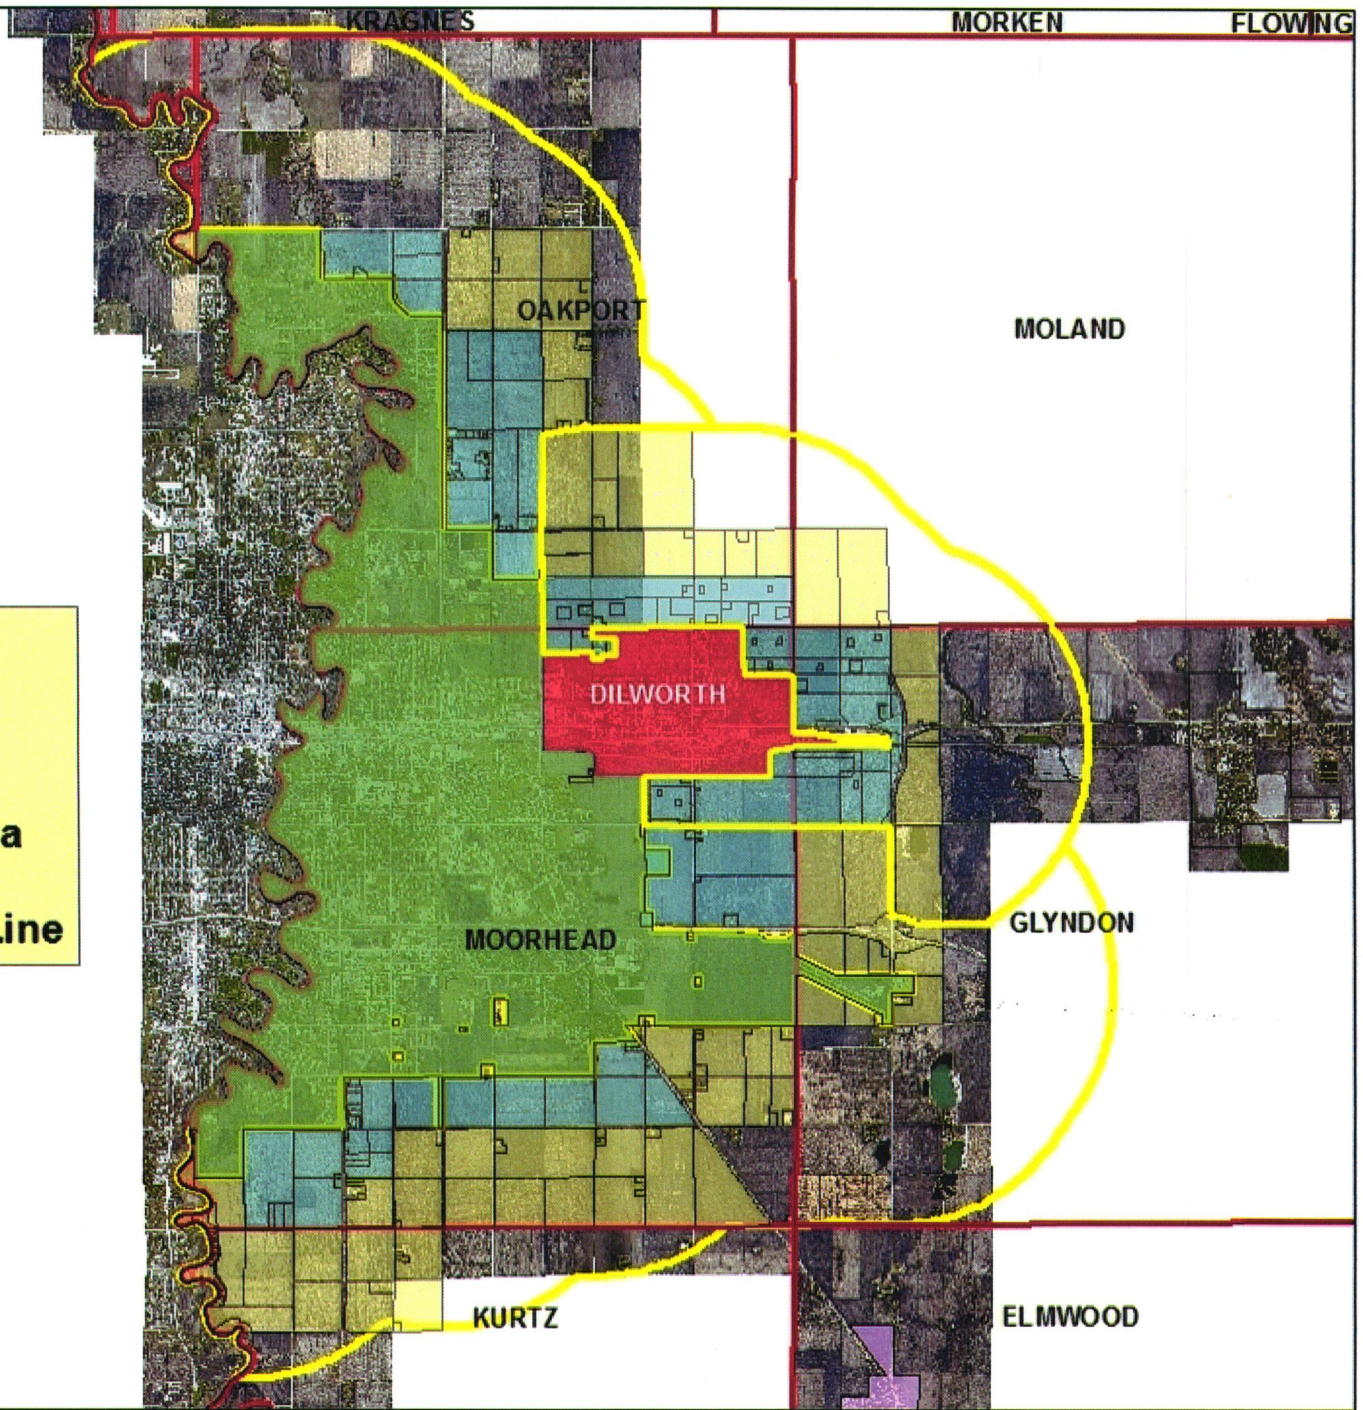 KRAGNES MORKEN FLOWING
OAKPORT
MOLAND
DILWORTH
a
Line
MOORHEAD
GLYNDON
KURTZ
ELMWOOD